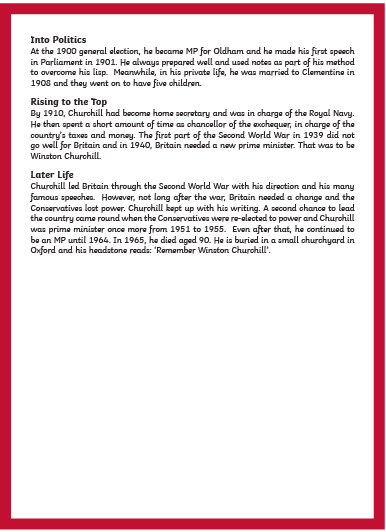 Into Politics
At the 1900 general election, he became MP for Oldham and he made his first speech
in Parliament in 1901. He always prepared well and used notes as part of his method
to overcome his lisp.  Meanwhile, in his private life, he was married to Clementine in
1908 and they went on to have five children.
Rising to the Top
By 1910, Churchill had become home secretary and was in charge of the Royal Navy.
He then spent a short amount of time as chancellor of the exchequer, in charge of the
country's taxes and money. The first part of the Second World War in 1939 did not
go well for Britain and in 1940, Britain needed a new prime minister. That was to be
Winston Churchill.
Later Life
Churchill led Britain through the Second World War with his direction and his many
famous speeches.  However, not long after the war, Britain needed a change and the
Conservatives lost power. Churchill kept up with his writing. A second chance to lead
the country came round when the Conservatives were re-elected to power and Churchill
was prime minister once more from 1951 to 1955.  Even after that, he continued to
be an MP until 1964. In 1965, he died aged 90. He is buried in a small churchyard in
Oxford and his headstone reads: 'Remember Winston Churchill'.